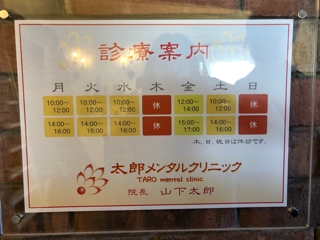 診療案内
月 火 水 木 金 土 日
10:00〜12:00 10:00〜12:00 10:00〜12:00 休 12:00〜14:00 10:00〜12:00 休
14:00〜16:00 14:00〜16:00 14:00〜16:00 休 15:00〜17:00 14:00〜16:00 休
木、日、祝日は休診です。
太郎メンタルクリニック
TARO mental clinic
院長 山下太郎